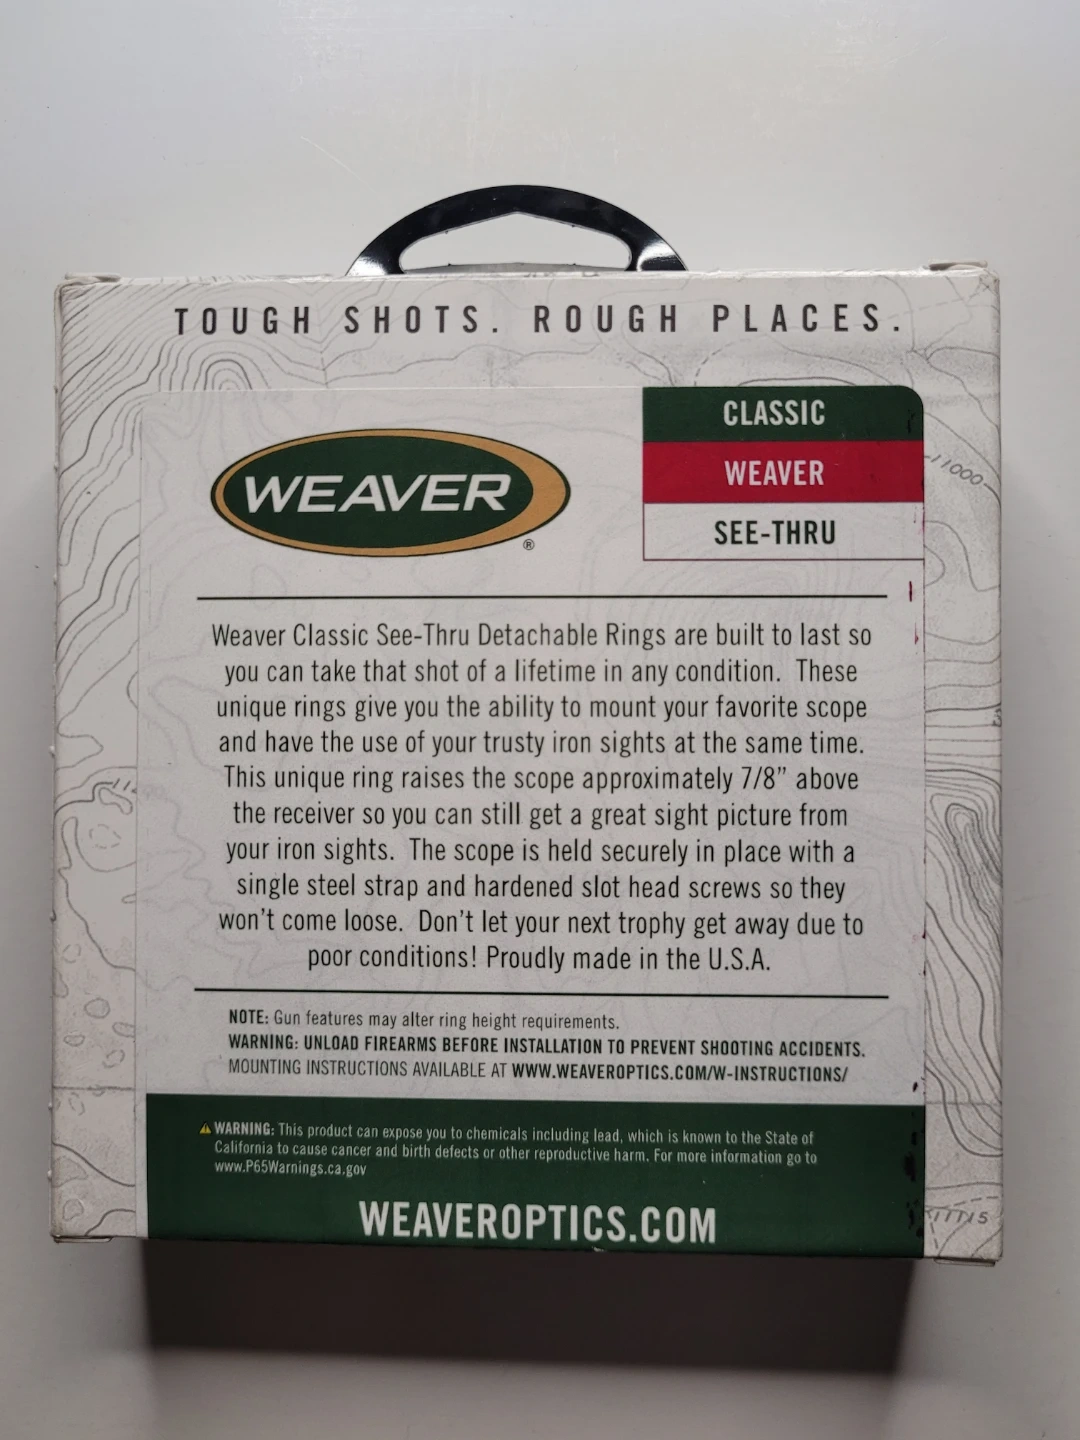 TOUGH SHOTS. ROUGH PLACES.
WEAVER
®
CLASSIC
WEAVER
SEE-THRU
11000
Weaver Classic See-Thru Detachable Rings are built to last so
you can take that shot of a lifetime in any condition. These
unique rings give you the ability to mount your favorite scope
and have the use of your trusty iron sights at the same time.
This unique ring raises the scope approximately 7/8” above
the receiver so you can still get a great sight picture from
your iron sights. The scope is held securely in place with a
single steel strap and hardened slot head screws so they
won’t come loose. Don’t let your next trophy get away due to
poor conditions! Proudly made in the U.S.A.
NOTE: Gun features may alter ring height requirements.
WARNING: UNLOAD FIREARMS BEFORE INSTALLATION TO PREVENT SHOOTING ACCIDENTS.
MOUNTING INSTRUCTIONS AVAILABLE AT WWW.WEAVEROPTICS.COM/W-INSTRUCTIONS/
WARNING: This product can expose you to chemicals including lead, which is known to the State of
California to cause cancer and birth defects or other reproductive harm. For more information go to
www.P65Warnings.ca.gov
WEAVEROPTICS.COM